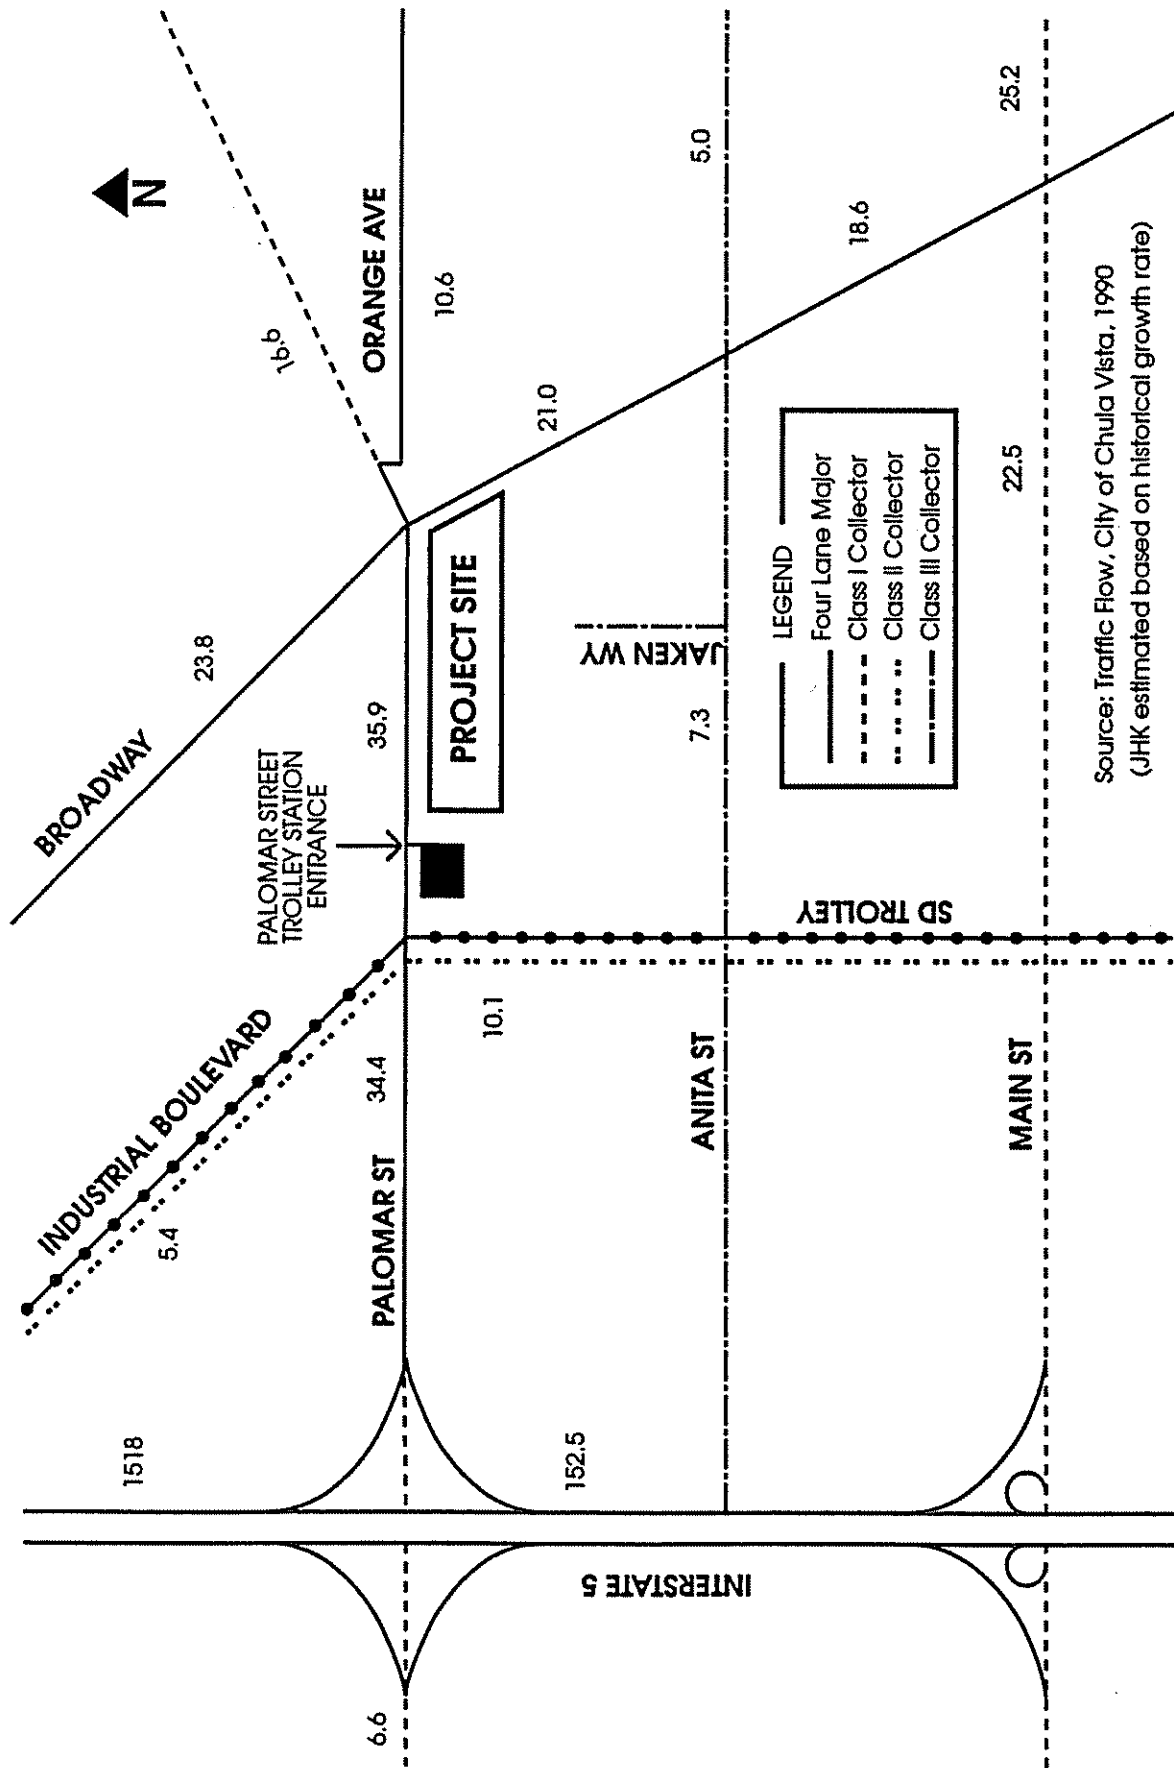 N
BROADWAY
1518
INDUSTRIAL BOULEVARD
5.4
23.8
PALOMAR STREET
TROLLEY STATION
ENTRANCE
16.6
6.6
PALOMAR ST
34.4
35.9
ORANGE AVE
10.6
PROJECT SITE
10.1
152.5
21.0
INTERSTATE 5
JAKEN WY
ANITA ST
7.3
5.0
SD TROLLEY
18.6
LEGEND
Four Lane Major
Class I Collector
Class II Collector
Class III Collector
MAIN ST
22.5
25.2
Source: Traffic Flow, City of Chula Vista, 1990
(JHK estimated based on historical growth rate)